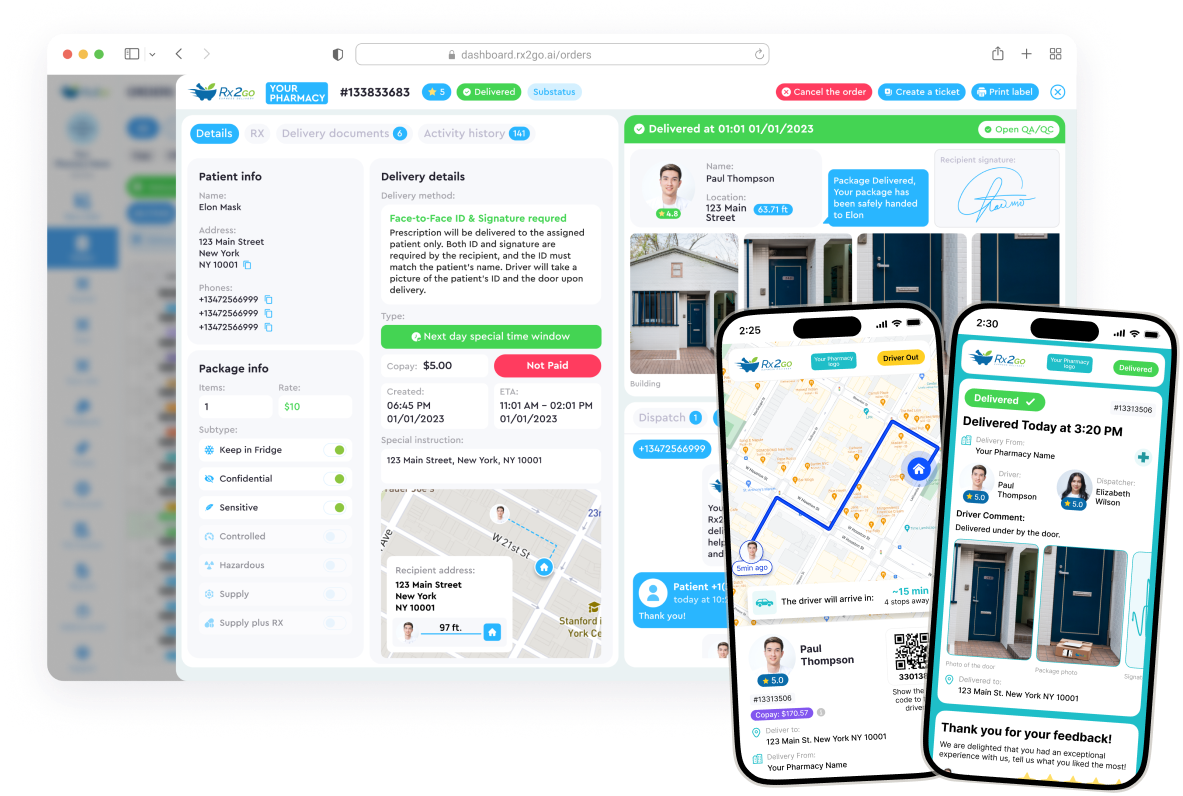 dashboard.rx2go.ai/orders
Rx2Go
YOUR
PHARMACY
#133833683
5
Delivered
Substatus
Cancel the order
Create a ticket
Print label
Details
RX
Delivery documents 6
Activity history 141
Patient info
Name:
Elon Mask
Address:
123 Main Street
New York
NY 10001
Phones:
+13472566999
+13472566999
+13472566999
Package info
Items:
Rate:
1
$10
Subtype:
Keep in Fridge
Confidential
Sensitive
Controlled
Hazardous
Supply
Supply plus RX
Delivery details
Delivery method:
Face-to-Face ID & Signature requred
Prescription will be delivered to the assigned
patient only. Both ID and signature are
required by the recipient, and the ID must
match the patient's name. Driver will take a
picture of the patient's ID and the door upon
delivery.
Type:
Next day special time window
Copay: $5.00
Not Paid
Created:
06:45 PM
01/01/2023
ETA:
11:01 AM – 02:01 PM
01/01/2023
Special instruction:
123 Main Street, New York, NY 10001
W 21st St
23r
Ave
Recipient address:
123 Main Street
New York
NY 10001
97 ft.
Stanford i
York Ce
Delivered at 01:01 01/01/2023
Open QA/QC
4.8
Name:
Paul Thompson
Location:
123 Main
Street
63.71 ft
Package Delivered,
Your package has
been safely handed
to Elon
Recipient signature:
Building
Dispatch 1
+13472566999
You
Rx2
deliv
help
and
Patient +1(
today at 10:5
Thank you!
2:25
Rx2Go
Your Pharmacy
logo
Driver Out
5min ago
The driver will arrive in:
~15 min
4 stops away
Paul
Thompson
5.0
#13313506
Copay: $170.57
33013
Show the
code to
drive
Deliver to:
123 Main St. New York NY 10001
Delivery From:
Your Pharmacy Name
2:30
Rx2Go
Your Pharmacy
logo
Delivered
Delivered
#13313506
Delivered Today at 3:20 PM
Delivery From:
Your Pharmacy Name
Driver:
Paul
Thompson
5.0
Dispatcher:
Elizabeth
Wilson
5.0
Driver Comment:
Delivered under by the door.
Photo of the door
Package photo
Signat
Delivered to:
123 Main St. New York NY 10001
Thank you for your feedback!
We are delighted that you had an exceptional
experience with us, tell us what you liked the most!